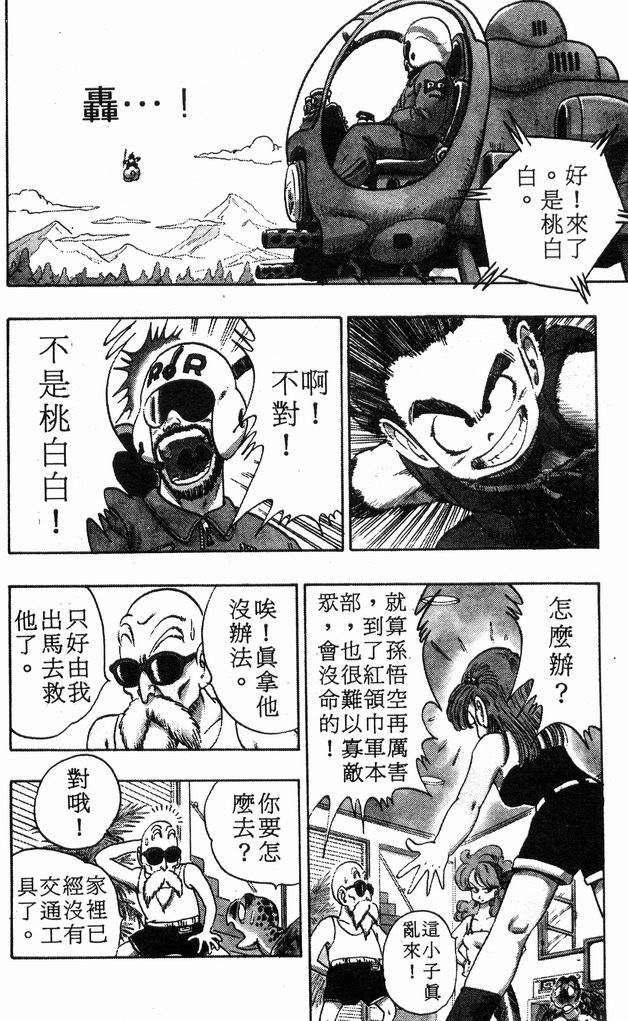 轟…！
好！來了
。是桃白
白。
啊！
不對！
RR
不是桃白白！
怎麼辦？
就算孫悟空再厲害
，到了紅領巾軍本
部，也很難以寡敵
眾，會沒命的！
這小子真
亂來！
唉！真拿他
沒辦法。
只好由我
出馬去救
他了。
你要怎
麼去？
對哦！
家裡已
經沒有
交通工
具了。